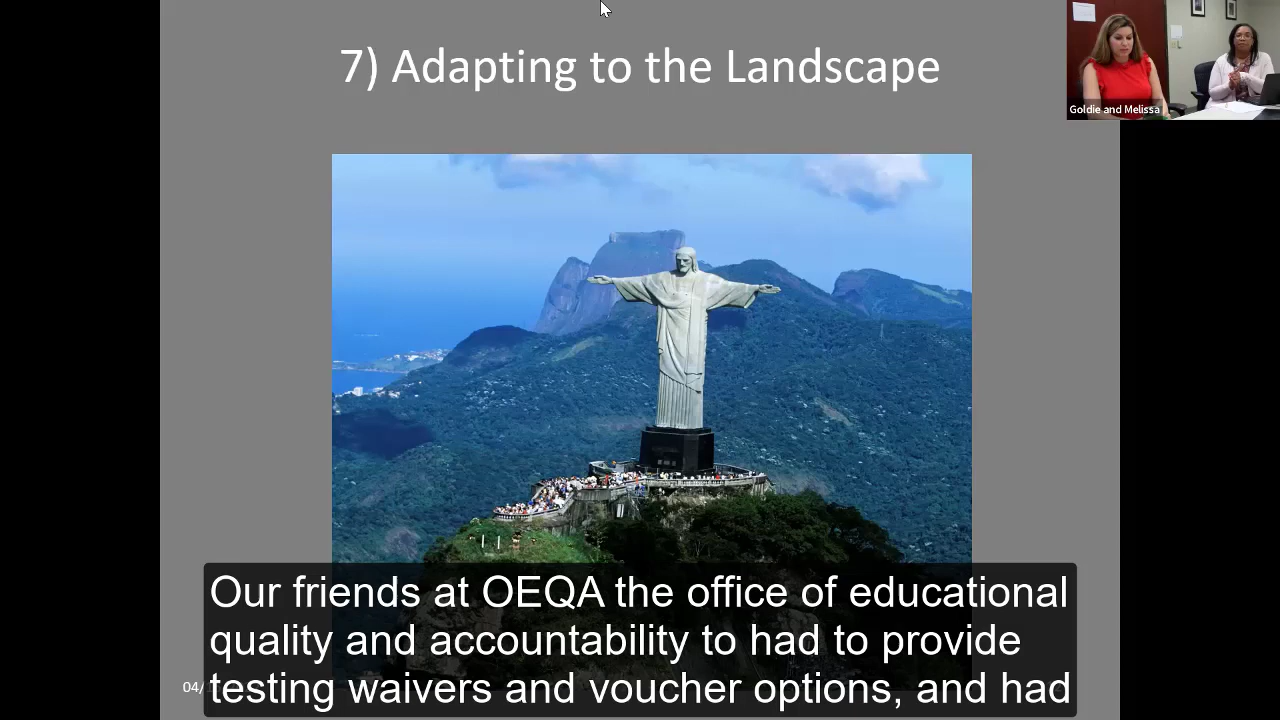 7) Adapting to the Landscape
Goldie and Melissa
Our friends at OEQA the office of educational
quality and accountability to had to provide
04/
testing waivers and voucher options, and had